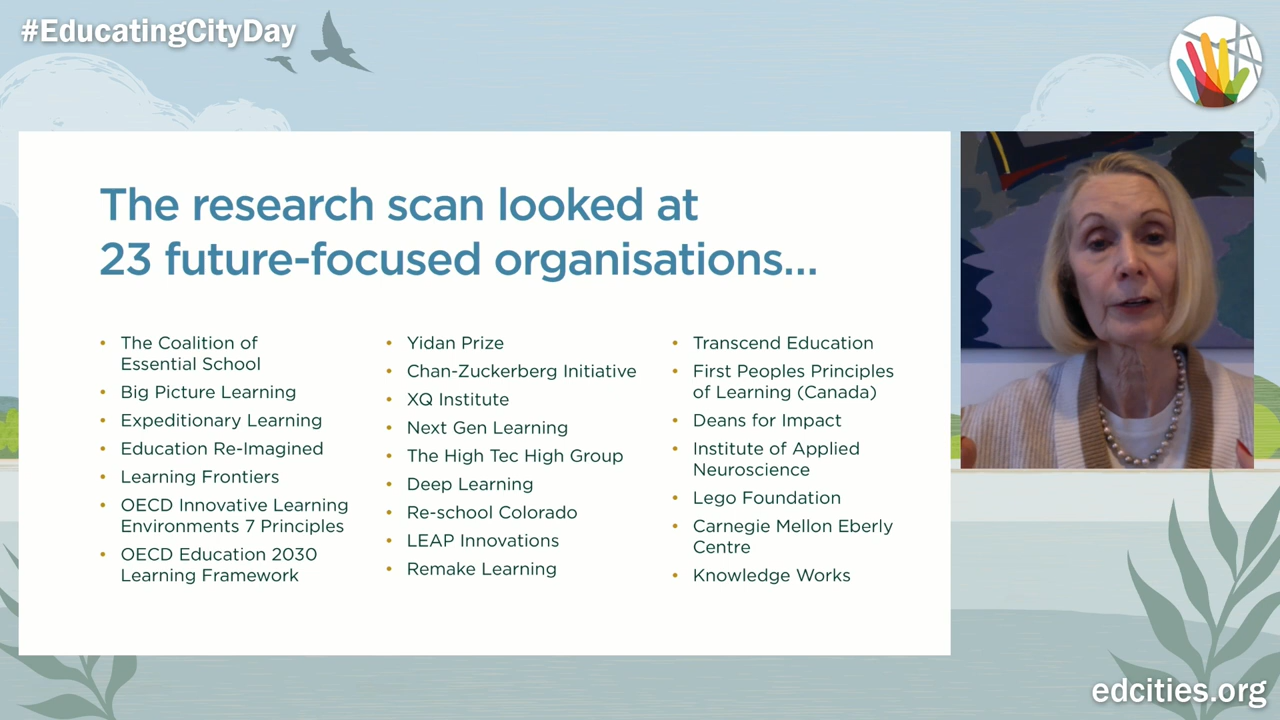 #EducatingCityDay
The research scan looked at
23 future-focused organisations...
• The Coalition of
Essential School
• Big Picture Learning
• Expeditionary Learning
• Education Re-Imagined
• Learning Frontiers
• OECD Innovative Learning
Environments 7 Principles
• OECD Education 2030
Learning Framework
• Yidan Prize
• Chan-Zuckerberg Initiative
• XQ Institute
• Next Gen Learning
• The High Tec High Group
• Deep Learning
• Re-school Colorado
• LEAP Innovations
• Remake Learning
• Transcend Education
• First Peoples Principles
of Learning (Canada)
• Deans for Impact
• Institute of Applied
Neuroscience
• Lego Foundation
• Carnegie Mellon Eberly
Centre
• Knowledge Works
edcities.org